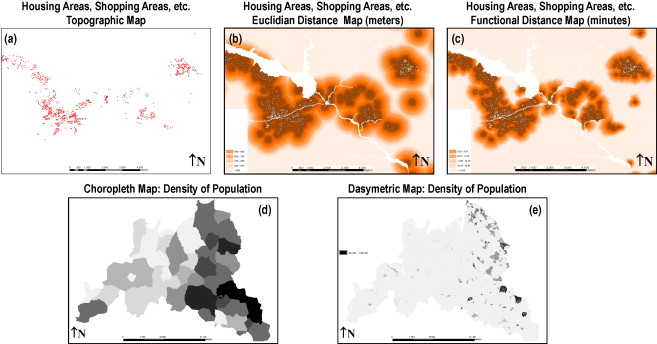 Housing Areas, Shopping Areas, etc.
Topographic Map
Housing Areas, Shopping Areas, etc.
Euclidian Distance Map (meters)
Housing Areas, Shopping Areas, etc.
Functional Distance Map (minutes)
(a)
(b)
(c)
↑N
↑N
↑N
Choropleth Map: Density of Population
Dasymetric Map: Density of Population
(d)
(e)
↑N
↑N